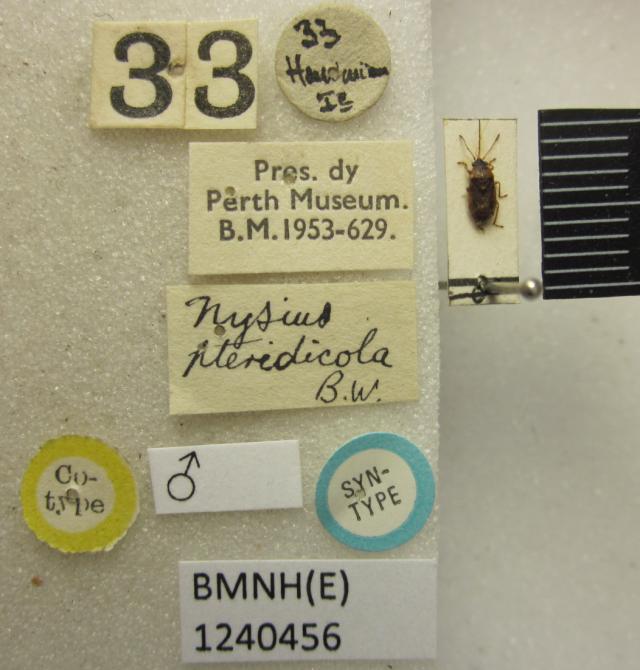 33
33
Hawaiian
Is
Pres. dy
Perth Museum.
B.M.1953-629.
Nysius
pteridicola
B.W.
Co-
type
♂
SYN-
TYPE
BMNH(E)
1240456